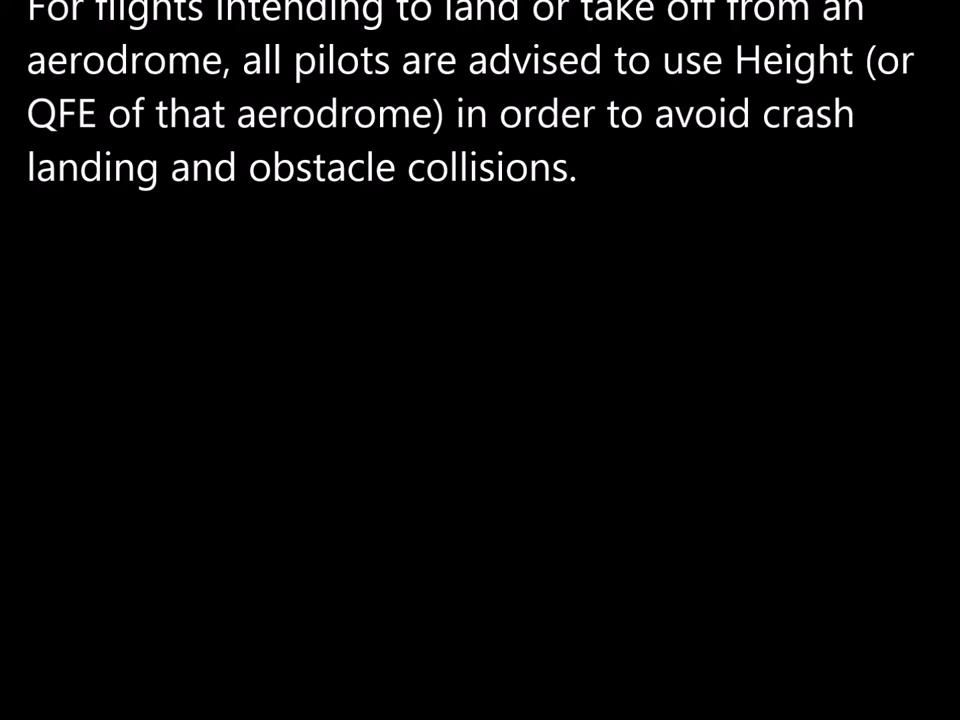 For flights intending to land or take off from an
aerodrome, all pilots are advised to use Height (or
QFE of that aerodrome) in order to avoid crash
landing and obstacle collisions.